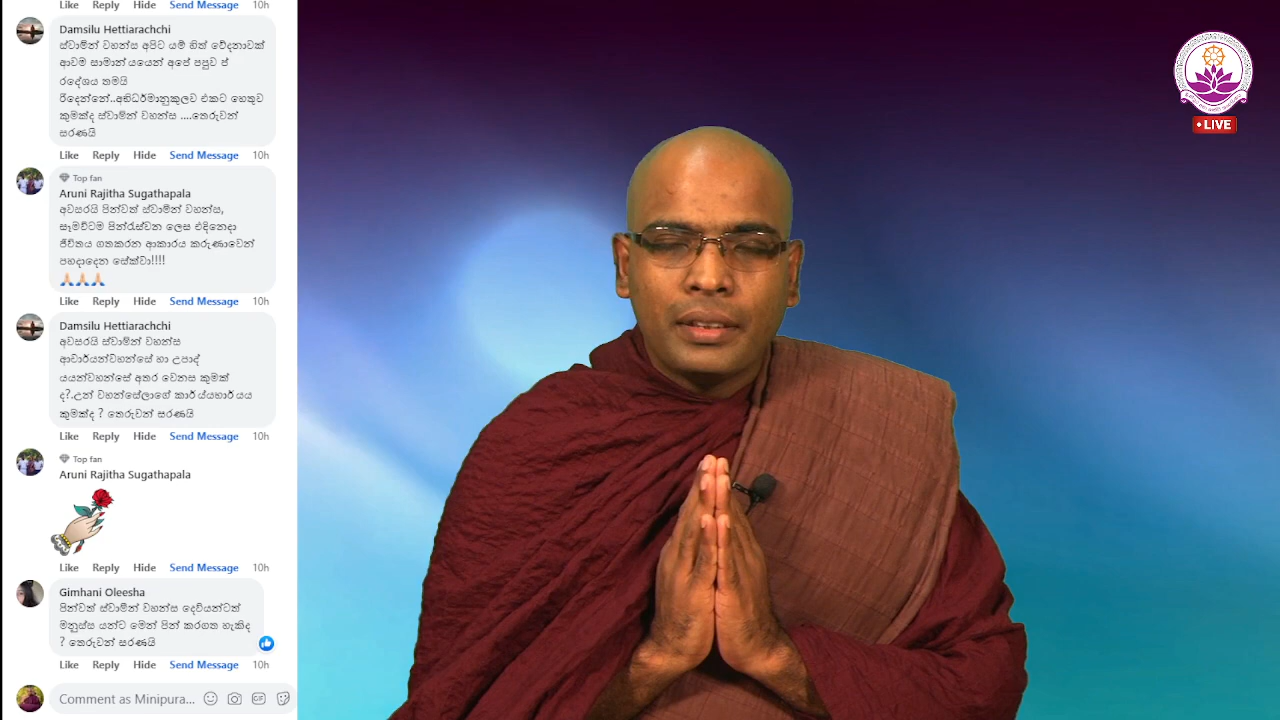 Like Reply Hide Send Message 10h
Damsilu Hettiarachchi
ස්වාමින් වහන්ස අපිට යම් හිත් වේදනාවක්
ආවම සාමාන් යයෙන් අපේ පපුව ප්
රදේශය තමයි
රිදෙන්නේ..අභිධර්මානුකුලව එකට හෙතුව
කුමක්ද ස්වාමින් වහන්ස ....තෙරුවන්
සරණයි
Like Reply Hide Send Message 10h
Top fan
Aruni Rajitha Sugathapala
අවසරයි පින්වත් ස්වාමීන් වහන්ස,
සෑමවිටම පින්රැස්වන ලෙස එදිනෙදා
ජීවිතය ගතකරන ආකාරය කරුණාවෙන්
පහදාදෙන සේක්වා!!!!
🙏🏻🙏🏻🙏🏻
Like Reply Hide Send Message 10h
Damsilu Hettiarachchi
අවසරයි ස්වාමින් වහන්ස
ආචාර්යන්වහන්සේ හා උපාද්
යයන්වහන්සේ අතර වෙනස කුමක්
ද?.උන් වහන්සේලාගේ කාර් ය්යභාර් යය
කුමක්ද ? තෙරුවන් සරණයි
Like Reply Hide Send Message 10h
Top fan
Aruni Rajitha Sugathapala
Like Reply Hide Send Message 10h
Gimhani Oleesha
පින්වත් ස්වාමින් වහන්ස දෙවියන්ටත්
මනුස්ස යන්ට මෙන් පින් කරගත හැකිද
? තෙරුවන් සරණයි
Like Reply Hide Send Message 10h
Comment as Minipura...
• LIVE